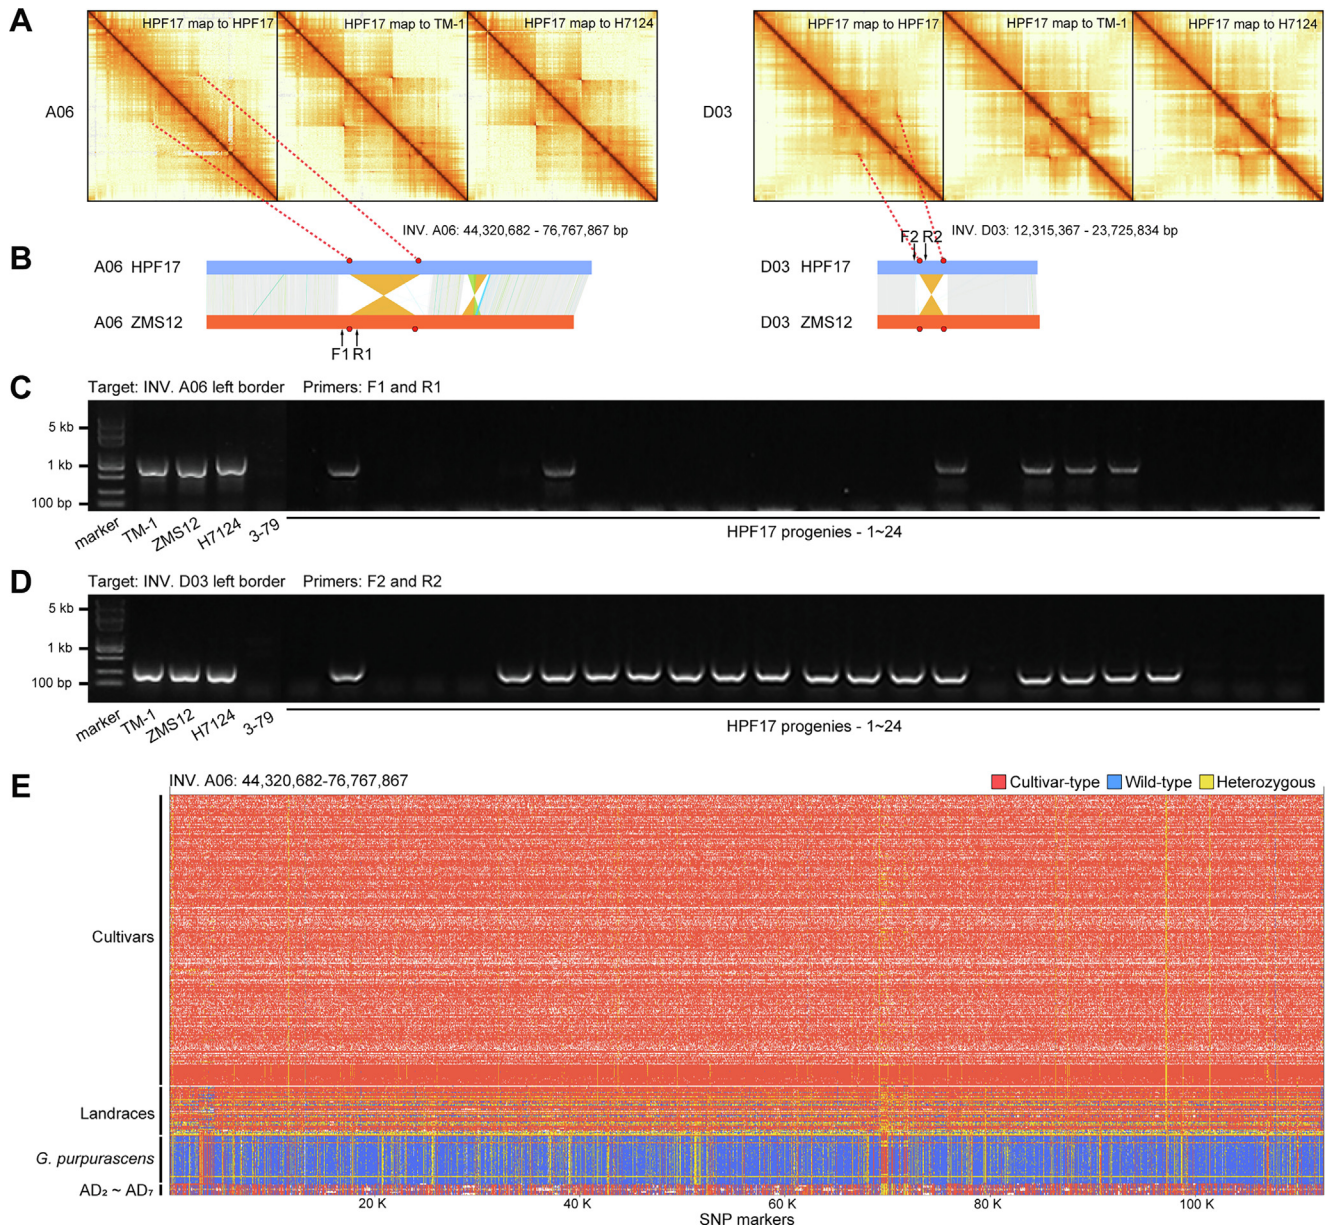 A
HPF17 map to HPF17
HPF17 map to TM-1
HPF17 map to H7124
HPF17 map to HPF17
HPF17 map to TM-1
HPF17 map to H7124
A06
D03
INV. A06: 44,320,682 - 76,767,867 bp
INV. D03: 12,315,367 - 23,725,834 bp
B
F2 R2
A06 HPF17
D03 HPF17
A06 ZMS12
D03 ZMS12
F1 R1
C
Target: INV. A06 left border Primers: F1 and R1
5 kb
1 kb
100 bp
marker
TM-1
ZMS12
H7124
3-79
HPF17 progenies - 1~24
D
Target: INV. D03 left border Primers: F2 and R2
5 kb
1 kb
100 bp
marker
TM-1
ZMS12
H7124
3-79
HPF17 progenies - 1~24
E
INV. A06: 44,320,682-76,767,867
Cultivar-type Wild-type Heterozygous
Cultivars
Landraces
G. purpurascens
AD₂ ~ AD₇
20 K
40 K
60 K
80 K
100 K
SNP markers